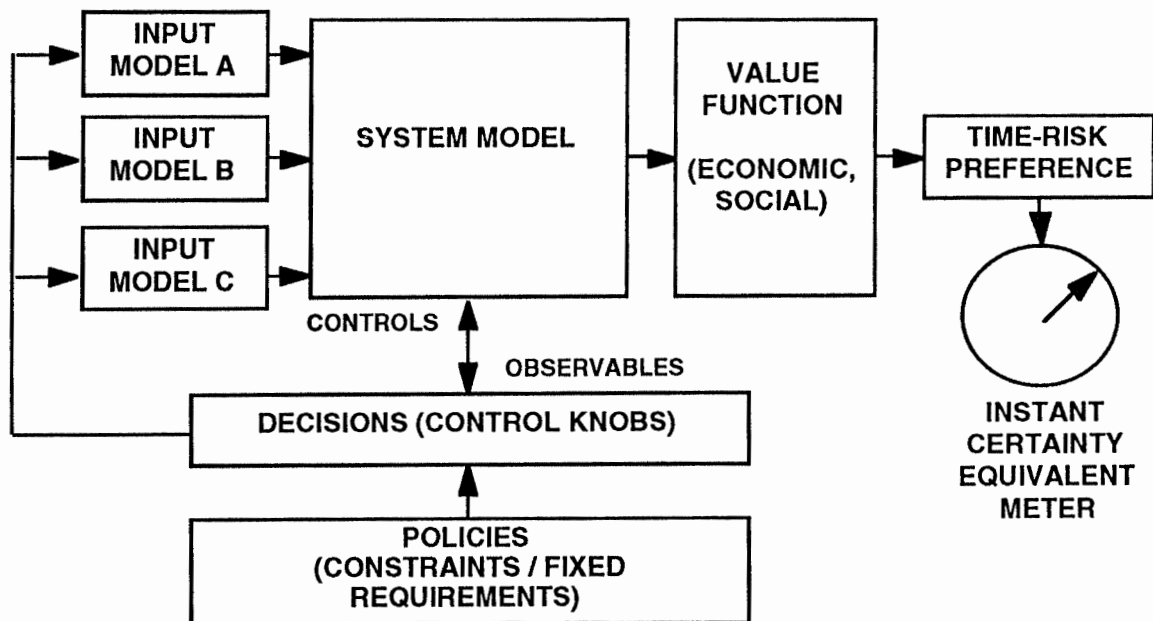 INPUT
MODEL A
INPUT
MODEL B
INPUT
MODEL C
SYSTEM MODEL
VALUE
FUNCTION
(ECONOMIC,
SOCIAL)
TIME-RISK
PREFERENCE
INSTANT
CERTAINTY
EQUIVALENT
METER
CONTROLS
OBSERVABLES
DECISIONS (CONTROL KNOBS)
POLICIES
(CONSTRAINTS / FIXED
REQUIREMENTS)